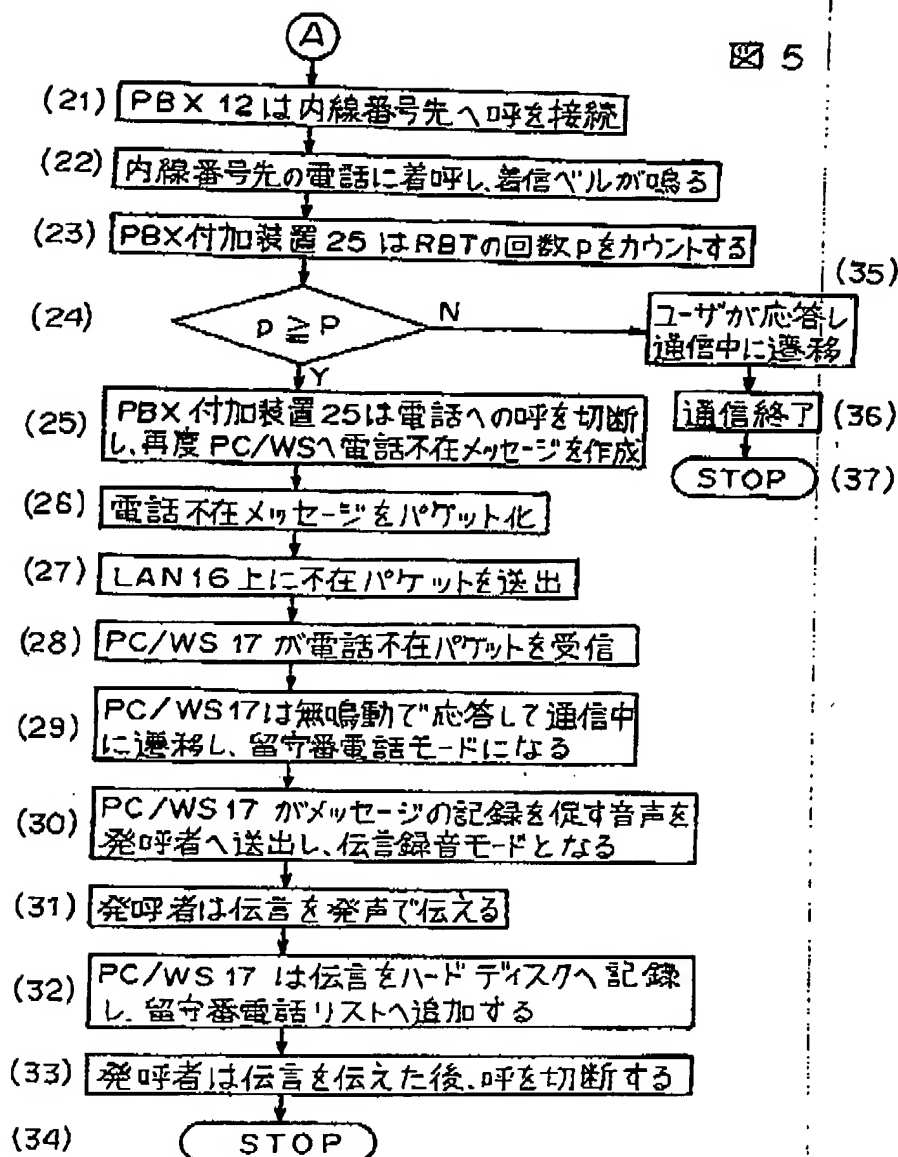 A
図 5
(21) PBX 12は内線番号先へ呼を接続
(22) 内線番号先の電話に着呼し、着信ベルが鳴る
(23) PBX付加装置 25 はRBTの回数pをカウントする
(24) p ≧ P
N
(35)
ユーザが応答し
通信中に遷移
Y
(25) PBX 付加装置 25は電話への呼を切断
し、再度 PC/WSへ電話不在メッセージを作成
通信終了 (36)
STOP (37)
(26) 電話不在メッセージをパケット化
(27) LAN16 上に不在パケットを送出
(28) PC/WS 17 が電話不在パケットを受信
(29) PC/WS17は無鳴動で応答して通信中
に遷移し、留守番電話モードになる
(30) PC/WS 17 がメッセージの記録を促す音声を
発呼者へ送出し、伝言録音モードとなる
(31) 発呼者は伝言を発声で伝える
(32) PC/WS 17 は伝言をハードディスクへ記録
し、留守番電話リストへ追加する
(33) 発呼者は伝言を伝えた後、呼を切断する
(34) STOP